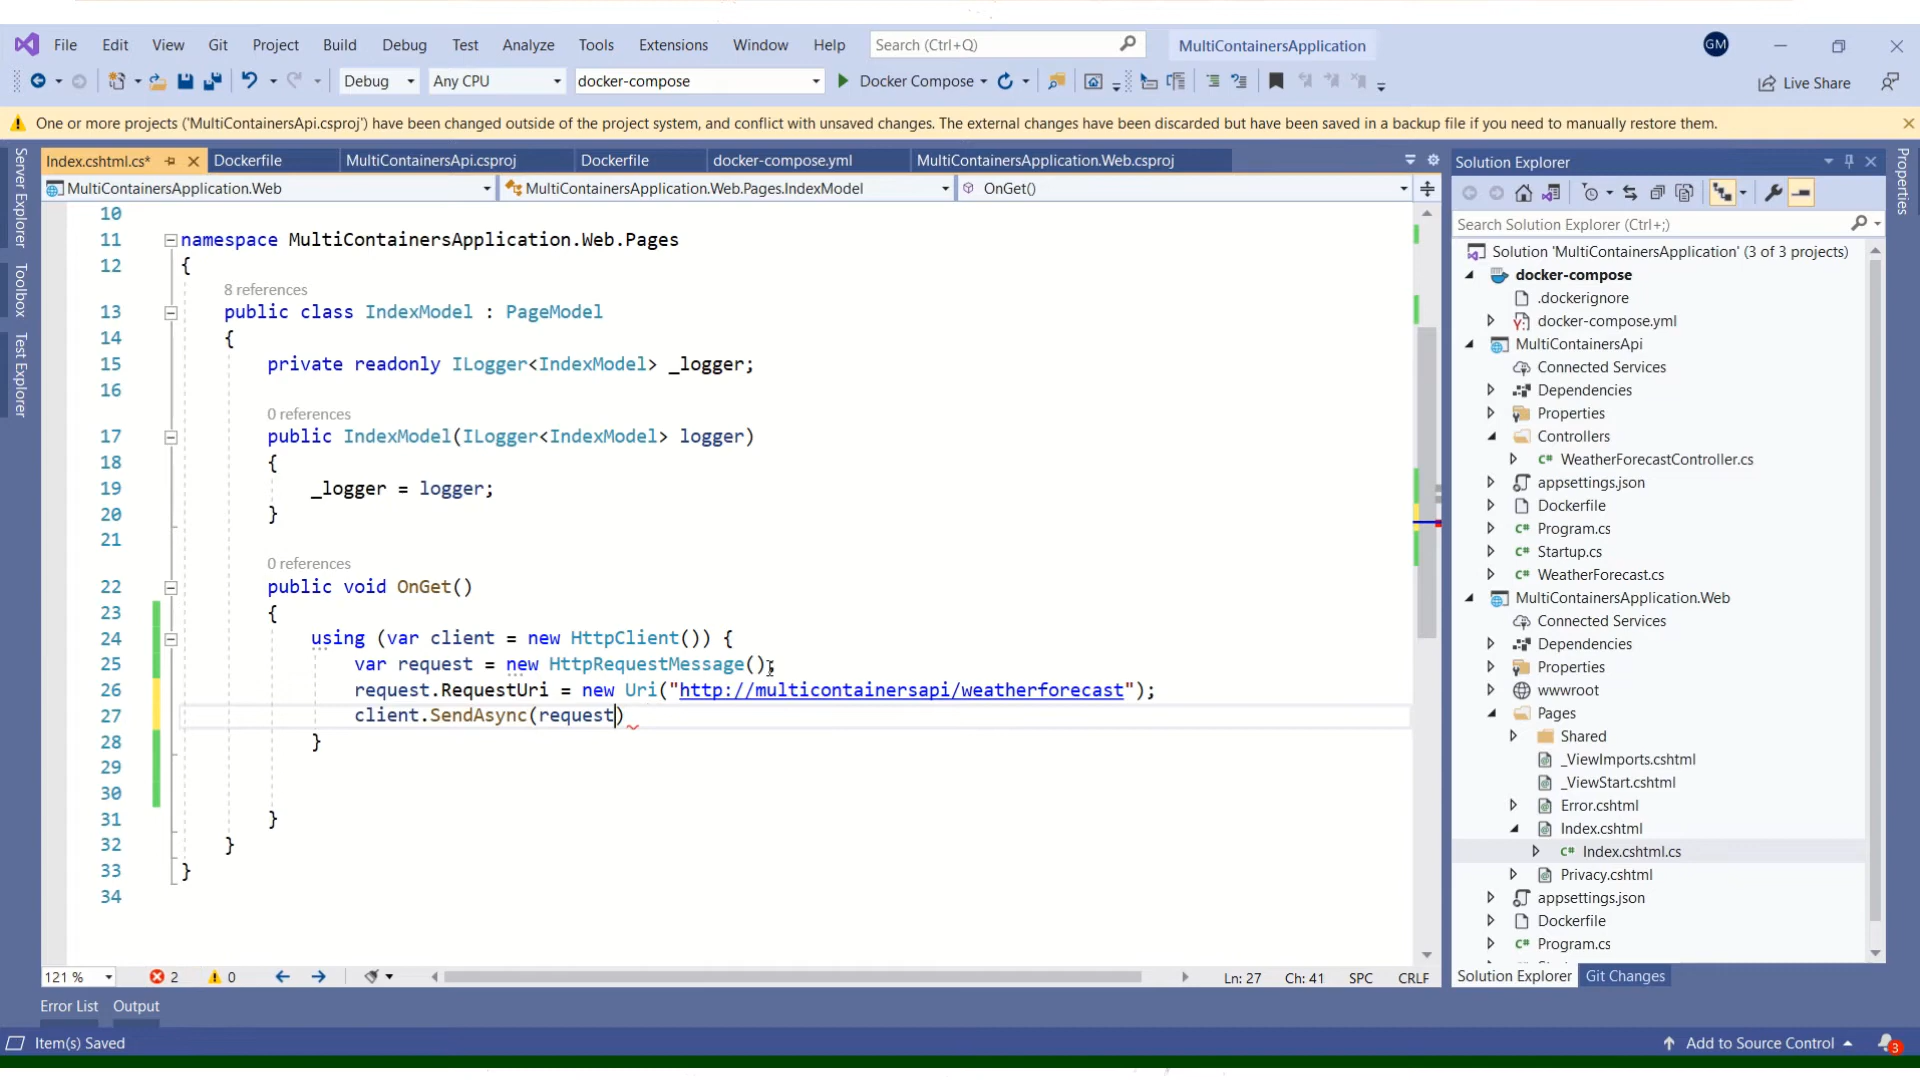 File Edit View Git Project Build Debug Test Analyze Tools Extensions Window Help Search (Ctrl+Q) MultiContainersApplication GM
Debug Any CPU docker-compose Docker Compose Live Share
One or more projects ('MultiContainersApi.csproj') have been changed outside of the project system, and conflict with unsaved changes. The external changes have been discarded but have been saved in a backup file if you need to manually restore them.
Index.cshtml.cs* Dockerfile MultiContainersApi.csproj Dockerfile docker-compose.yml MultiContainersApplication.Web.csproj
MultiContainersApplication.Web MultiContainersApplication.Web.Pages.IndexModel OnGet()
Server Explorer
Toolbox
Test Explorer
10
11 namespace MultiContainersApplication.Web.Pages
12 {
8 references
13 public class IndexModel : PageModel
14 {
15 private readonly ILogger<IndexModel> _logger;
16
0 references
17 public IndexModel(ILogger<IndexModel> logger)
18 {
19 _logger = logger;
20 }
21
0 references
22 public void OnGet()
23 {
24 using (var client = new HttpClient()) {
25 var request = new HttpRequestMessage();
26 request.RequestUri = new Uri("http://multicontainersapi/weatherforecast");
27 client.SendAsync(request)
28 }
29
30
31 }
32 }
33 }
34
121 % 2 0 Ln: 27 Ch: 41 SPC CRLF
Solution Explorer
Search Solution Explorer (Ctrl+;)
Solution 'MultiContainersApplication' (3 of 3 projects)
docker-compose
.dockerignore
docker-compose.yml
MultiContainersApi
Connected Services
Dependencies
Properties
Controllers
WeatherForecastController.cs
appsettings.json
Dockerfile
Program.cs
Startup.cs
WeatherForecast.cs
MultiContainersApplication.Web
Connected Services
Dependencies
Properties
wwwroot
Pages
Shared
_ViewImports.cshtml
_ViewStart.cshtml
Error.cshtml
Index.cshtml
Index.cshtml.cs
Privacy.cshtml
appsettings.json
Dockerfile
Program.cs
Solution Explorer Git Changes
Properties
Error List Output
Item(s) Saved Add to Source Control 3